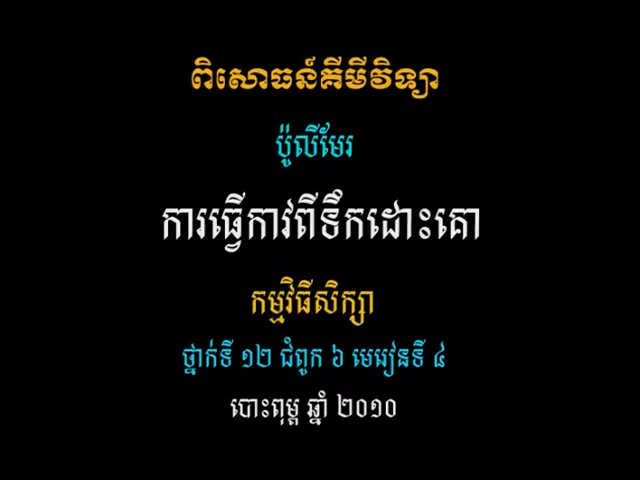 ពិសោធន៍គីមីវិទ្យា
ប៉ូលីមែរ
ការធ្វើកាវពីទឹកដោះគោ
កម្មវិធីសិក្សា
ថ្នាក់ទី ១២ ជំពូក ៦ មេរៀនទី ៤
បោះពុម្ព ឆ្នាំ ២០១០